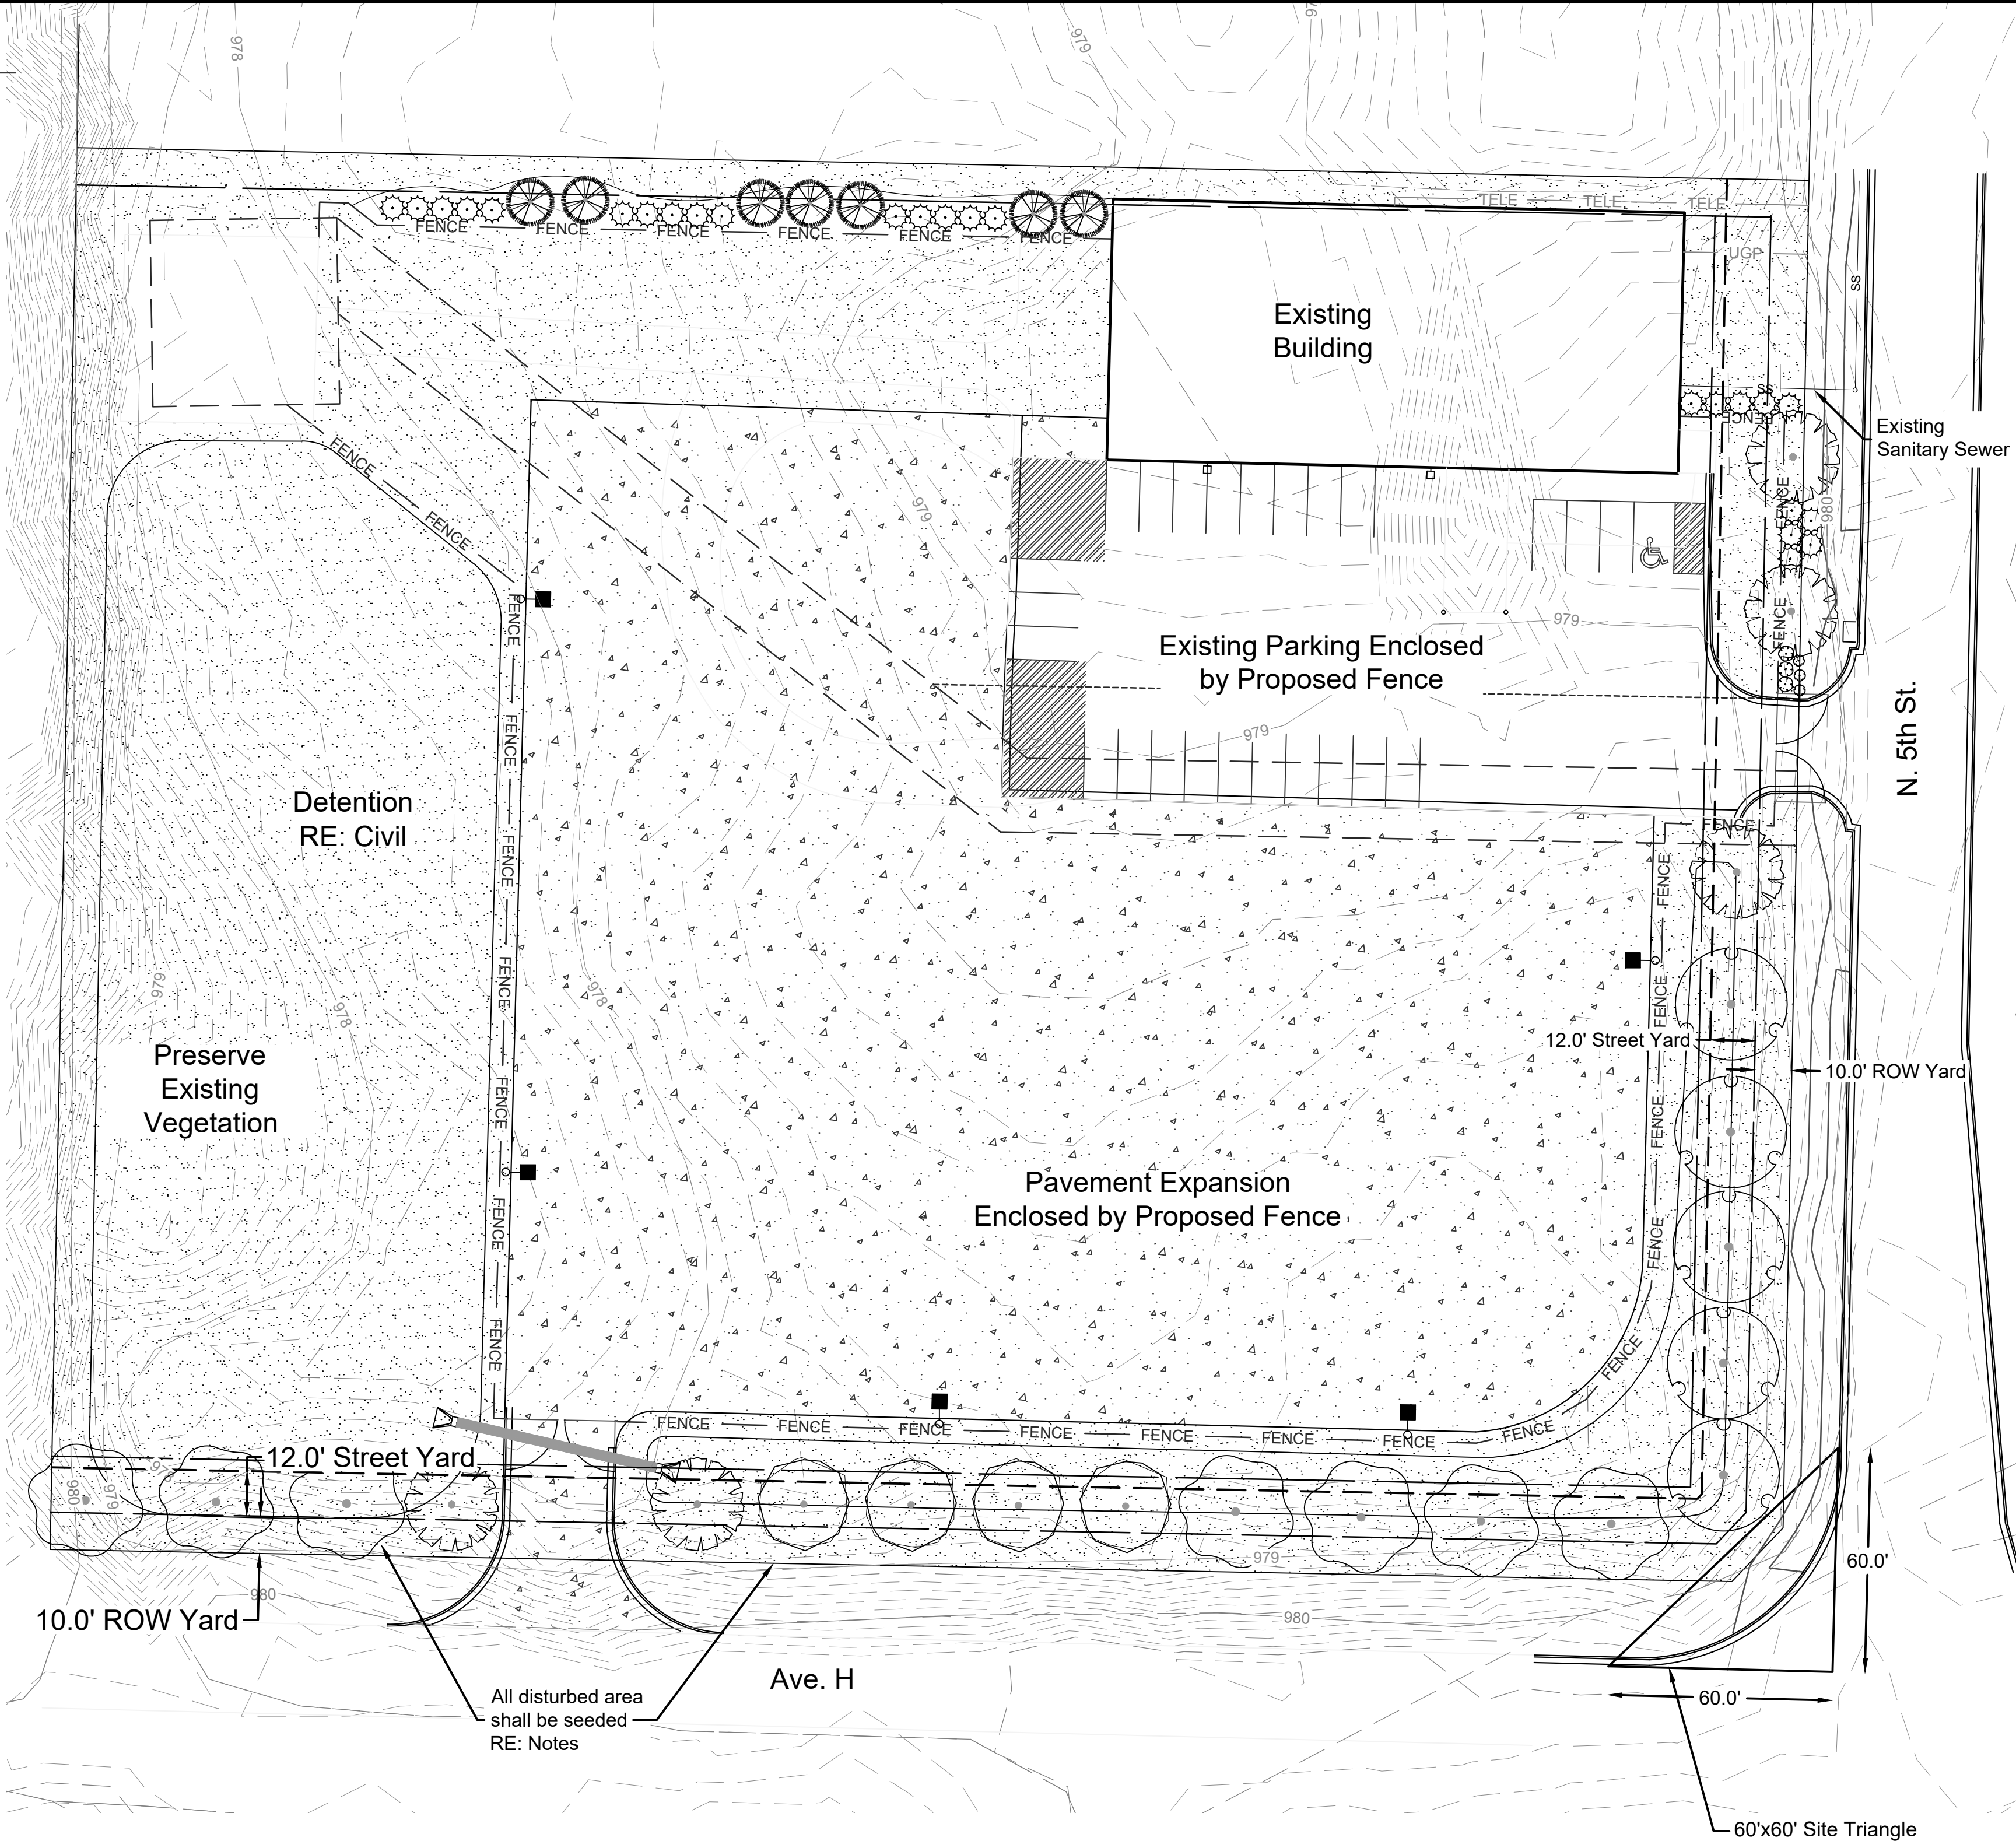 978
979
TELE TELE TELE
FENCE FENCE FENCE FENCE FENCE FENCE
UGP
SS
Existing
Building
SS
FENCE
Existing
Sanitary Sewer
FENCE
FENCE
979
FENCE
980
FENCE
979
FENCE
Existing Parking Enclosed
by Proposed Fence
979
N. 5th St.
FENCE
FENCE
Detention
RE: Civil
FENCE
FENCE
FENCE
979
978
978
FENCE
12.0' Street Yard
10.0' ROW Yard
Preserve
Existing
Vegetation
FENCE
FENCE
Pavement Expansion
Enclosed by Proposed Fence
FENCE
FENCE
FENCE
FENCE
FENCE FENCE FENCE FENCE FENCE FENCE FENCE FENCE
12.0' Street Yard
980
979
979
60.0'
980
980
10.0' ROW Yard
Ave. H
All disturbed area
shall be seeded
RE: Notes
60.0'
60'x60' Site Triangle